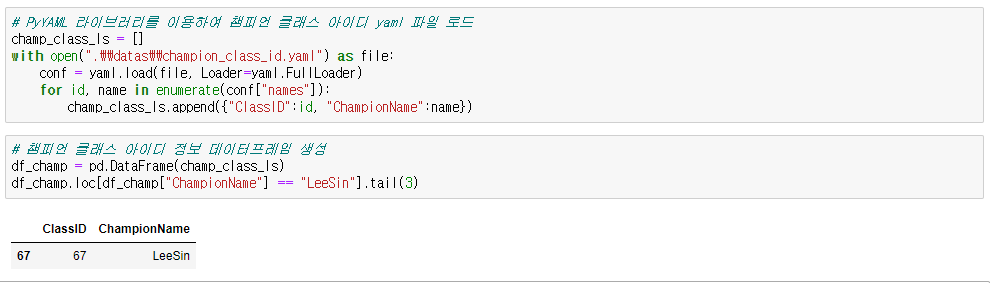 # PyYAML 라이브러리를 이용하여 챔피언 클래스 아이디 yaml 파일 로드
champ_class_ls = []
with open(".₩₩datas₩₩champion_class_id.yaml") as file:
    conf = yaml.load(file, Loader=yaml.FullLoader)
    for id, name in enumerate(conf["names"]):
        champ_class_ls.append({"ClassID":id, "ChampionName":name})
# 챔피언 클래스 아이디 정보 데이터프레임 생성
df_champ = pd.DataFrame(champ_class_ls)
df_champ.loc[df_champ["ChampionName"] == "LeeSin"].tail(3)
ClassID ChampionName
67 67 LeeSin